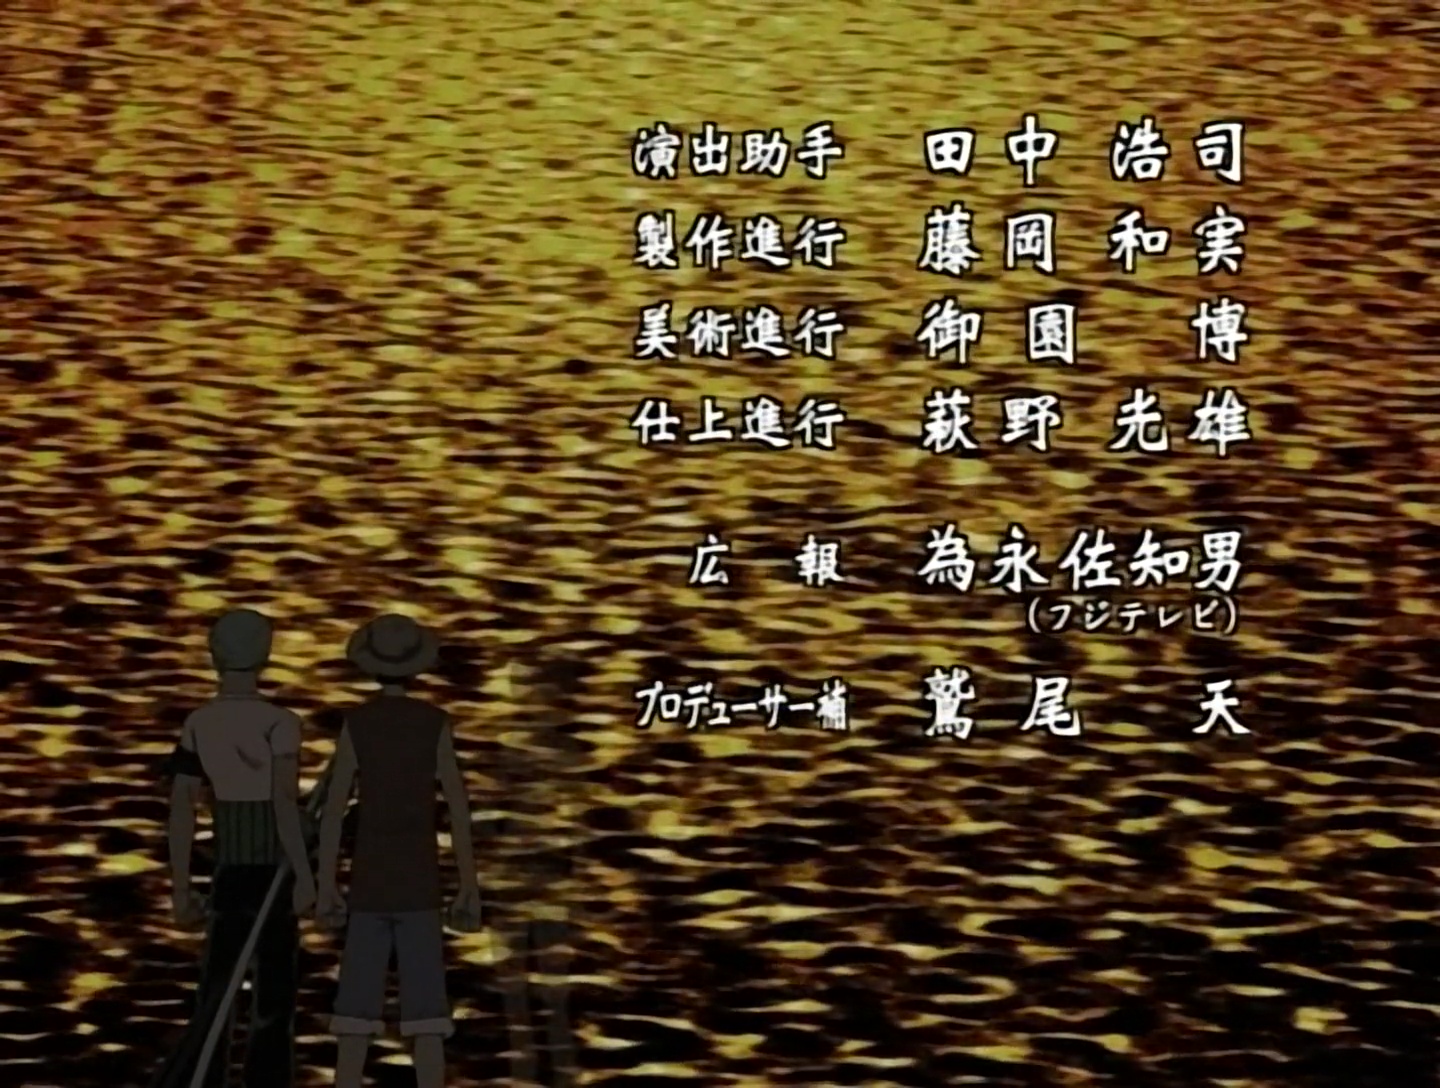 演出助手 田中 浩司
製作進行 藤岡 和実
美術進行 御園 博
仕上進行 萩野 光雄
広報 為永佐知男
(フジテレビ)
プロデューサー補 鷲尾 天